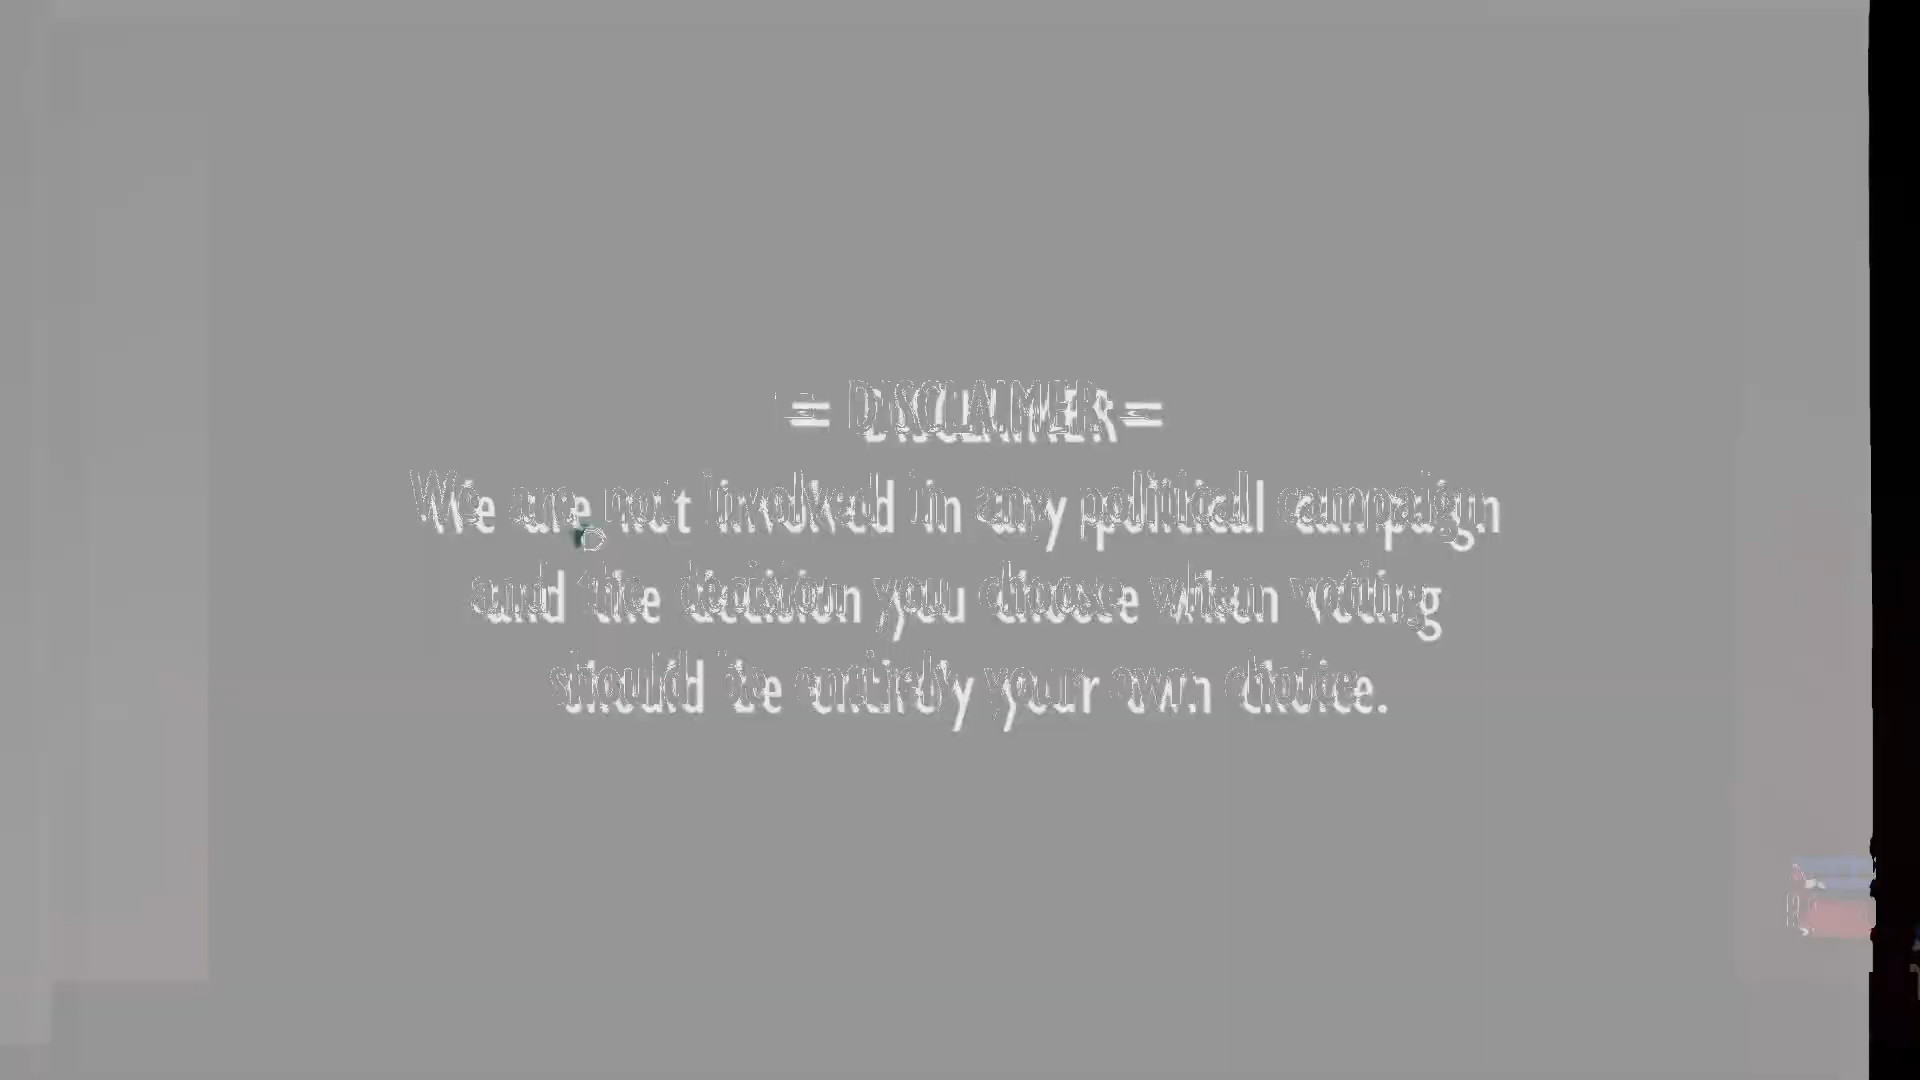 = DISCLAIMER =
We are not involved in any political campaign
and the decision you choose when voting
should be entirely your own choice.